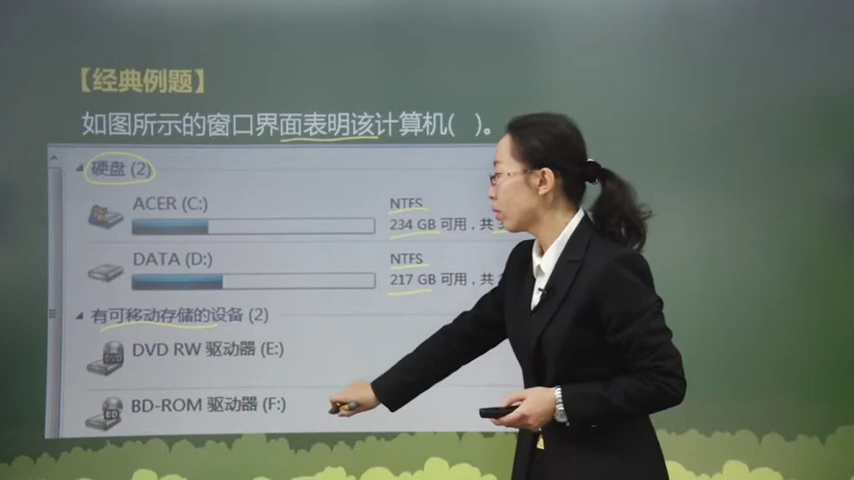 【经典例题】
如图所示的窗口界面表明该计算机( )。
硬盘 (2)
ACER (C:)
NTFS
234 GB 可用，共
DATA (D:)
NTFS
217 GB 可用，共
有可移动存储的设备 (2)
DVD RW 驱动器 (E:)
BD-ROM 驱动器 (F:)